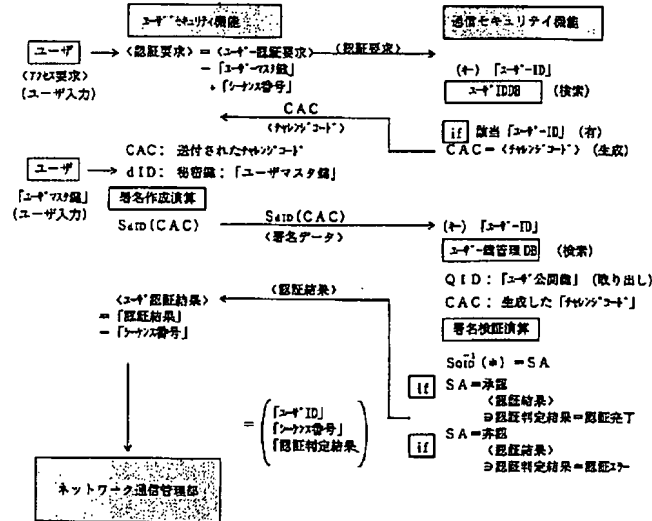 ユーザセキュリティ機能
通信セキュリティ機能
ユーザ
<アクセス要求>
(ユーザ入力)
<認証要求> = <ユーザー認証要求>
− 「ユーザーマスタ鍵」
+ 「シーケンス番号」
<認証要求>
(キー) 「ユーザーID」
ユーザIDDB (検索)
CAC
<チャレンジコード>
if 該当「ユーザーID」(有)
CAC=<チャレンジコード> (生成)
CAC: 送付されたチャレンジコード
dID: 秘密鍵:「ユーザマスタ鍵」
ユーザ
「ユーザマスタ鍵」
(ユーザ入力)
署名作成演算
SdID(CAC)
SdID(CAC)
<署名データ>
(キー) 「ユーザーID」
ユーザー鍵管理DB (検索)
QID: 「ユーザ公開鍵」(取り出し)
CAC: 生成した「チャレンジコード」
署名検証演算
<認証結果>
<ユーザ認証結果>
= 「認証結果」
− 「シーケンス番号」
(*) = SA
if SA=承認
<認証結果>
∋認証判定結果=認証完了
if SA=非認
<認証結果>
∋認証判定結果=認証エラー
= 「ユーザID」
「シーケンス番号」
「認証判定結果
ネットワーク通信管理部